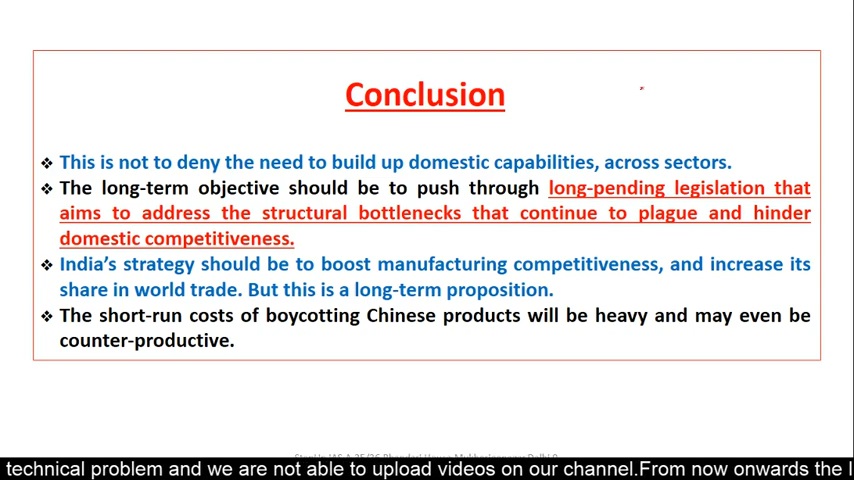 Conclusion
❖ This is not to deny the need to build up domestic capabilities, across sectors.
❖ The long-term objective should be to push through long-pending legislation that
aims to address the structural bottlenecks that continue to plague and hinder
domestic competitiveness.
❖ India’s strategy should be to boost manufacturing competitiveness, and increase its
share in world trade. But this is a long-term proposition.
❖ The short-run costs of boycotting Chinese products will be heavy and may even be
counter-productive.
technical problem and we are not able to upload videos on our channel.From now onwards the